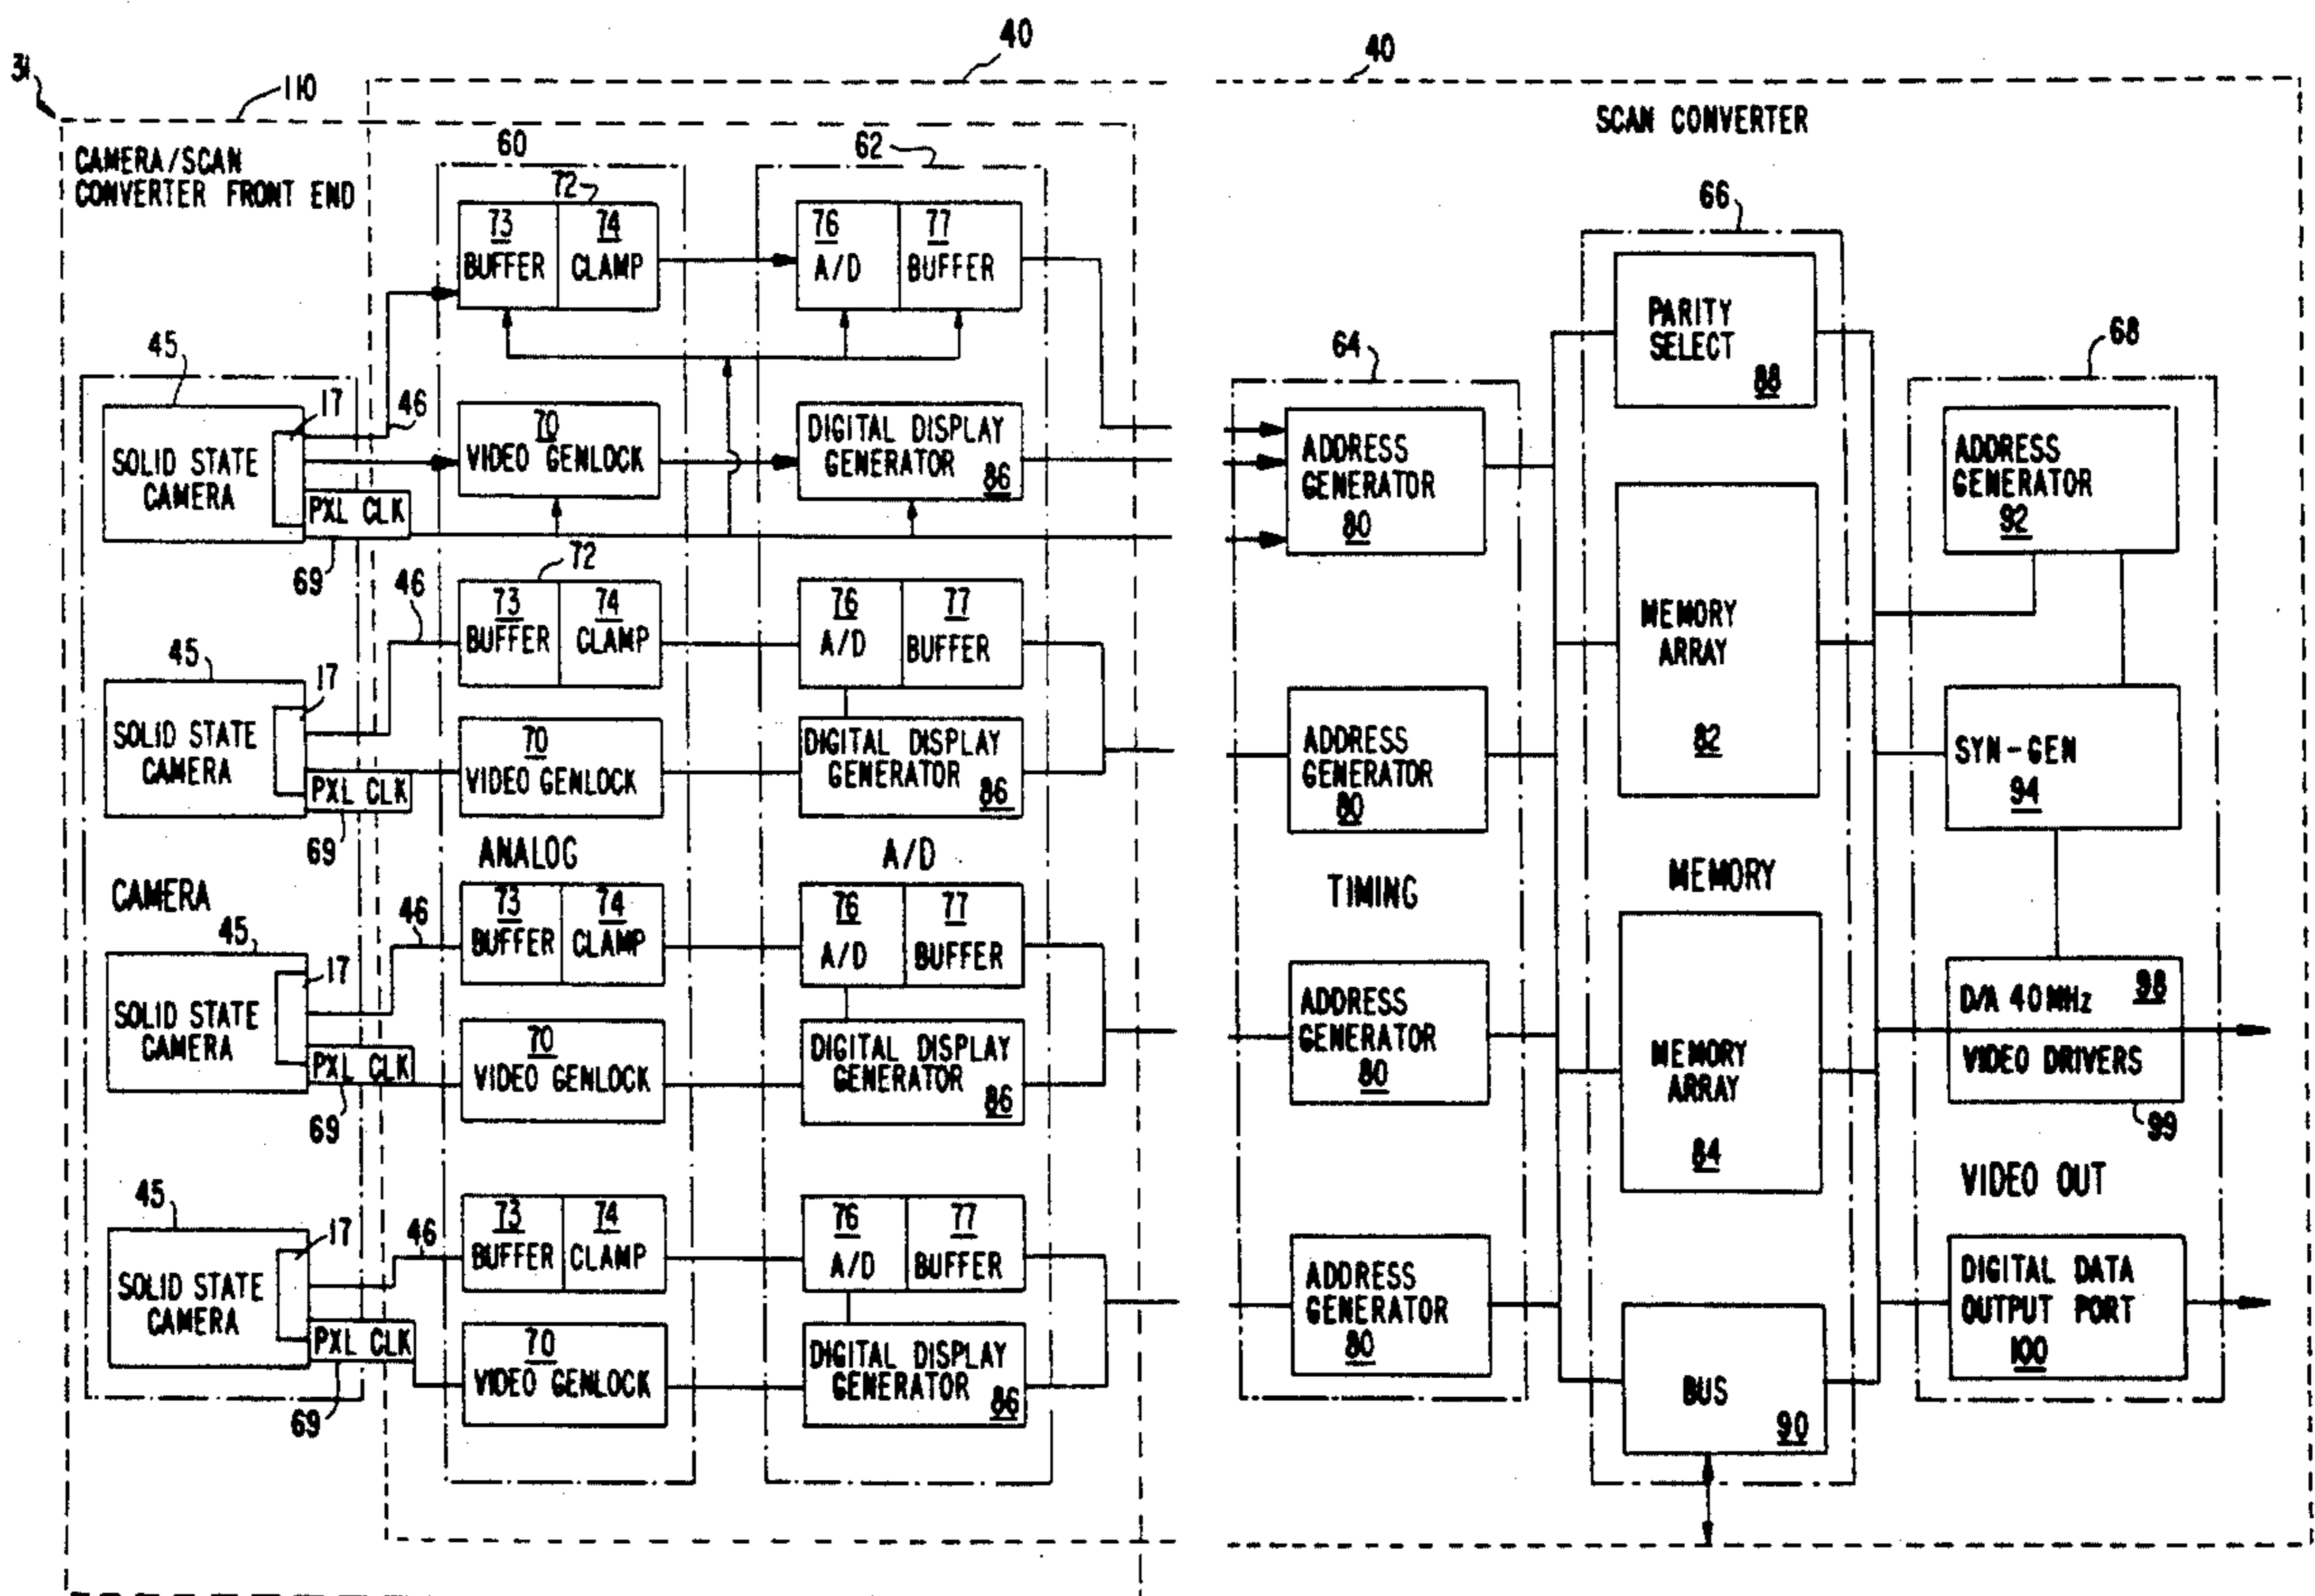 40
40
31
110
SCAN CONVERTER
CAMERA/SCAN
CONVERTER FRONT END
60
62
72
66
73
BUFFER
74
CLAMP
76
A/D
77
BUFFER
PARITY
SELECT
88
64
68
45
17
46
SOLID STATE
CAMERA
PXL CLK
69
70
VIDEO GENLOCK
DIGITAL DISPLAY
GENERATOR
86
ADDRESS
GENERATOR
80
ADDRESS
GENERATOR
92
72
46
73
BUFFER
74
CLAMP
76
A/D
77
BUFFER
MEMORY
ARRAY
82
45
17
SOLID STATE
CAMERA
PXL CLK
69
70
VIDEO GENLOCK
DIGITAL DISPLAY
GENERATOR
86
ADDRESS
GENERATOR
80
SYN-GEN
94
CAMERA
ANALOG
A/D
TIMING
MEMORY
45
17
46
SOLID STATE
CAMERA
PXL CLK
69
73
BUFFER
74
CLAMP
76
A/D
77
BUFFER
70
VIDEO GENLOCK
DIGITAL DISPLAY
GENERATOR
86
ADDRESS
GENERATOR
80
MEMORY
ARRAY
84
D/A 40MHz
98
VIDEO DRIVERS
99
VIDEO OUT
45
17
46
SOLID STATE
CAMERA
PXL CLK
69
73
BUFFER
74
CLAMP
76
A/D
77
BUFFER
70
VIDEO GENLOCK
DIGITAL DISPLAY
GENERATOR
86
ADDRESS
GENERATOR
80
BUS
90
DIGITAL DATA
OUTPUT PORT
100